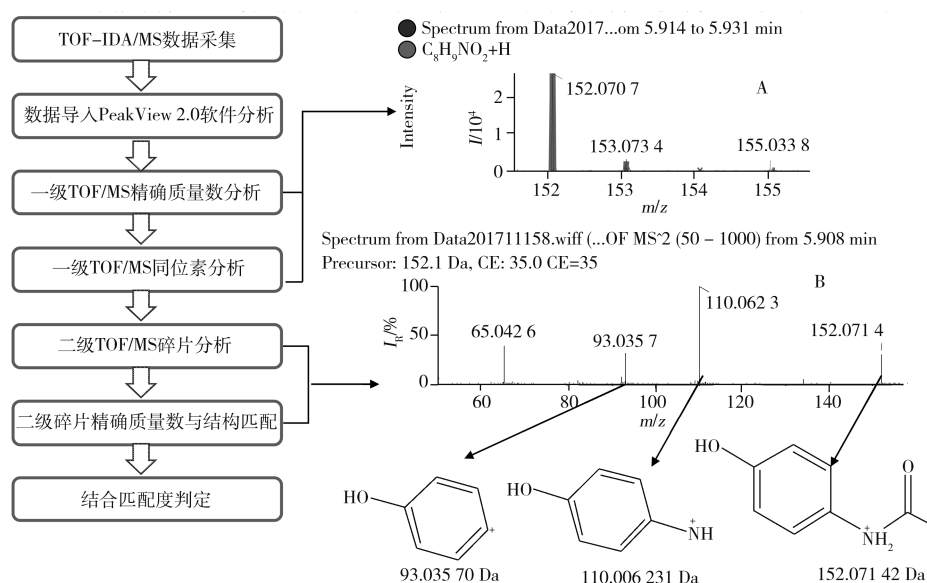 TOF-IDA/MS数据采集
数据导入PeakView 2.0软件分析
一级TOF/MS精确质量数分析
一级TOF/MS同位素分析
二级TOF/MS碎片分析
二级碎片精确质量数与结构匹配
结合匹配度判定
Spectrum from Data2017...om 5.914 to 5.931 min
C₈H₉NO₂+H
A
Intensity
I/10⁴
2
1
0
152.070 7
153.073 4
155.033 8
152 153 154 155
m/z
Spectrum from Data201711158.wiff (...OF MS^2 (50 – 1000) from 5.908 min
Precursor: 152.1 Da, CE: 35.0 CE=35
B
I_R/%
100
50
0
65.042 6
93.035 7
110.062 3
152.071 4
60 80 100 120 140
m/z
HO
+
93.035 70 Da
HO
+
NH
110.006 231 Da
HO
O
+
NH₂
152.071 42 Da